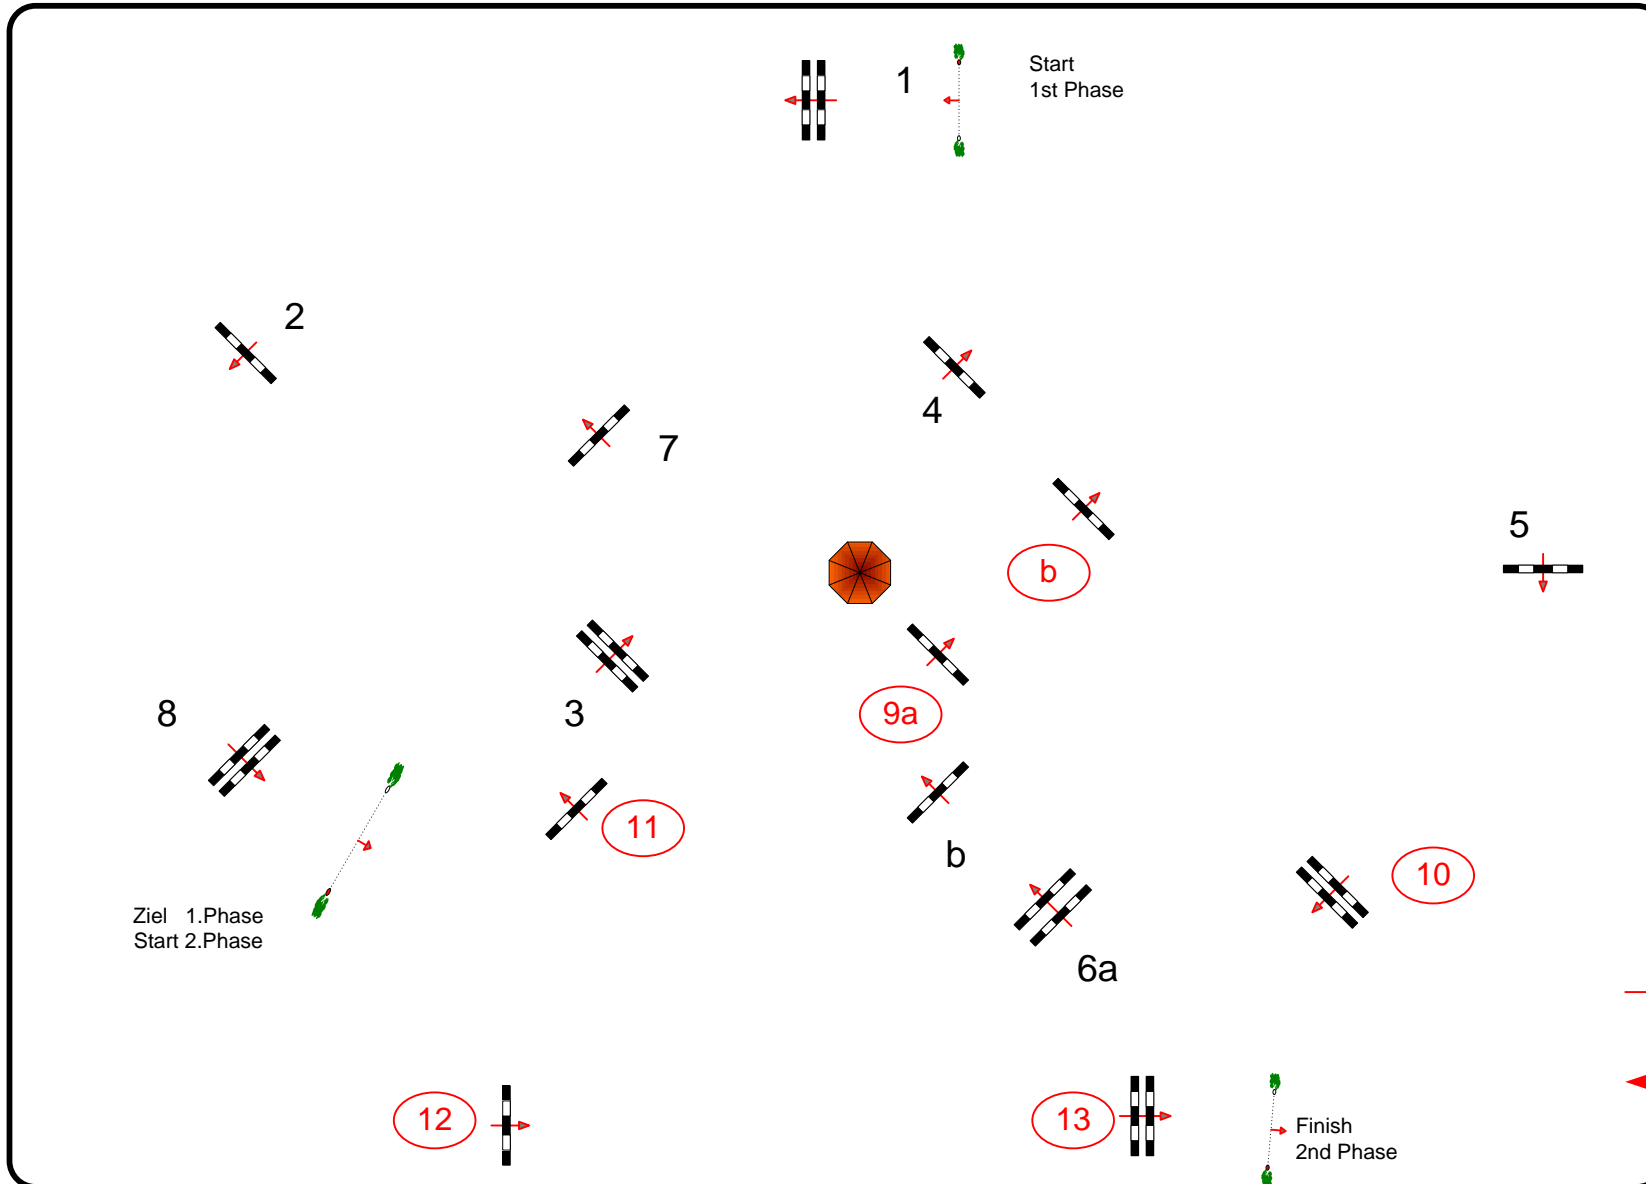 1
Start
1st Phase
2
4
7
5
b
3
9a
8
11
b
10
Ziel 1.Phase
Start 2.Phase
6a
12
13
Finish
2nd Phase